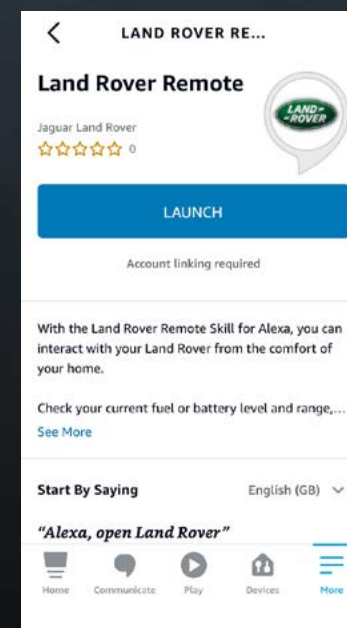 LAND ROVER RE...
Land Rover Remote
LAND-
-ROVER
Jaguar Land Rover
0
LAUNCH
Account linking required
With the Land Rover Remote Skill for Alexa, you can
interact with your Land Rover from the comfort of
your home.
Check your current fuel or battery level and range,...
See More
Start By Saying English (GB)
“Alexa, open Land Rover”
Home Communicate Play Devices More